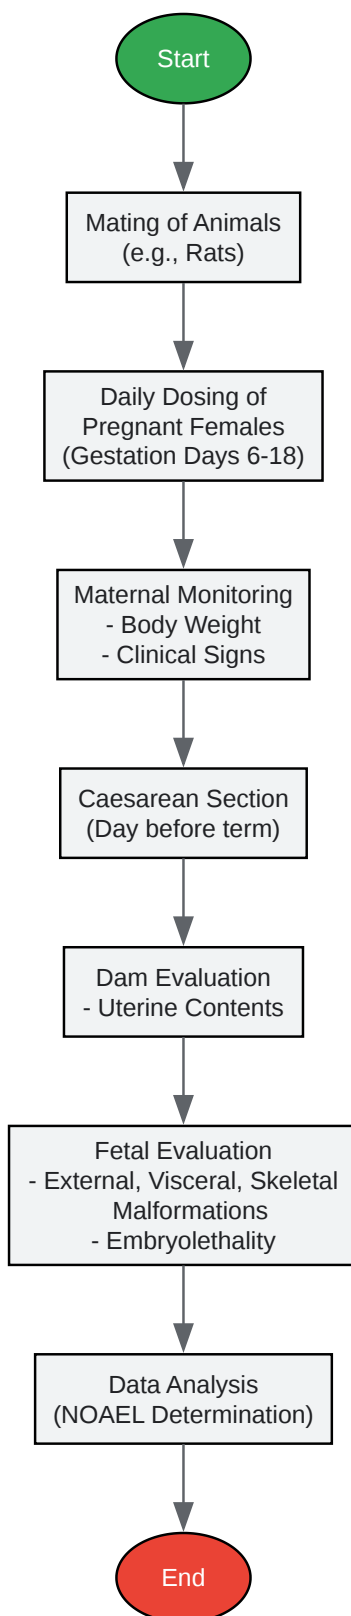 Start
Mating of Animals
(e.g., Rats)
Daily Dosing of
Pregnant Females
(Gestation Days 6-18)
Maternal Monitoring
- Body Weight
- Clinical Signs
Caesarean Section
(Day before term)
Dam Evaluation
- Uterine Contents
Fetal Evaluation
- External, Visceral, Skeletal
Malformations
- Embryolethality
Data Analysis
(NOAEL Determination)
End